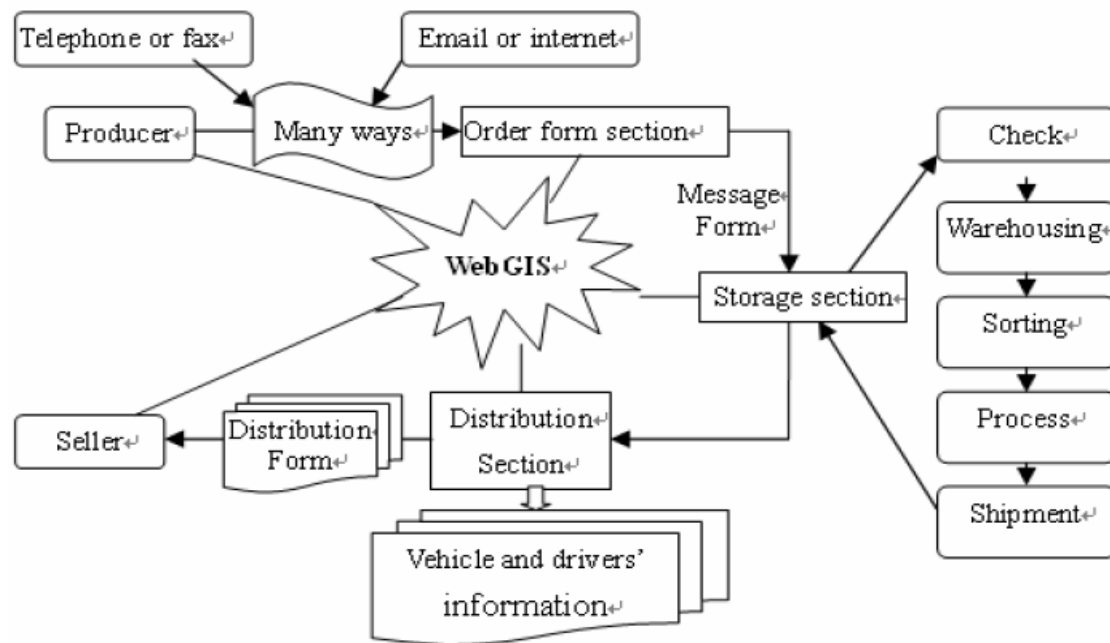 Telephone or fax↵
Email or internet↵
Producer↵
Many ways↵
Order form section↵
Check↵
Message↵
Form↵
Warehousing↵
Web GIS↵
Storage section↵
Sorting↵
Process↵
Seller↵
Distribution↵
Form↵
Distribution↵
Section↵
Shipment↵
Vehicle and drivers’
information↵